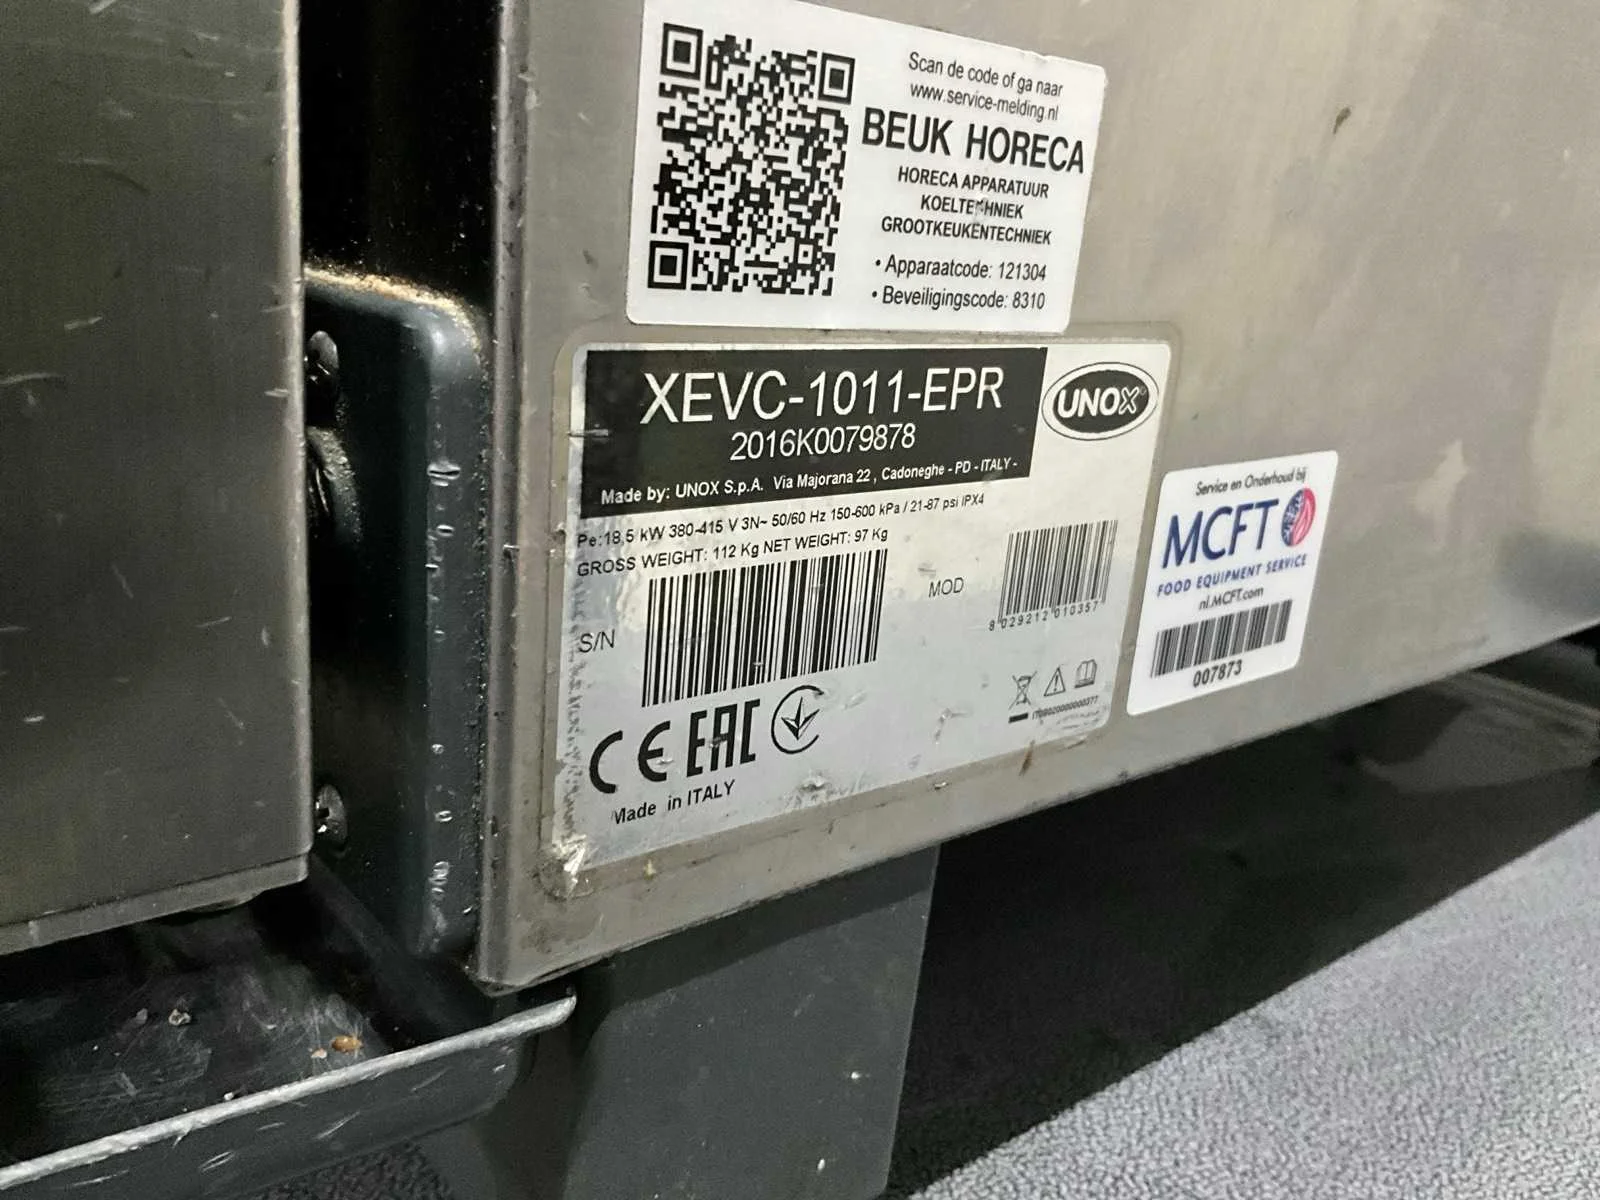 Scan de code of ga naar
www.service-melding.nl
BEUK HORECA
HORECA APPARATUUR
KOELTECHNIEK
GROOTKEUKENTECHNIEK
• Apparaatcode: 121304
• Beveiligingscode: 8310
XEVC-1011-EPR
2016K0079878
UNOX
Made by: UNOX S.p.A. Via Majorana 22 , Cadoneghe - PD - ITALY -
Pe:18,5 kW 380-415 V 3N~ 50/60 Hz 150-600 kPa / 21-87 psi IPX4
GROSS WEIGHT: 112 Kg NET WEIGHT: 97 Kg
S/N
MOD
8 029212 010357
CE EAC
Made in ITALY
Service en Onderhoud bij
MCFT
FOOD EQUIPMENT SERVICE
nl.MCFT.com
007873